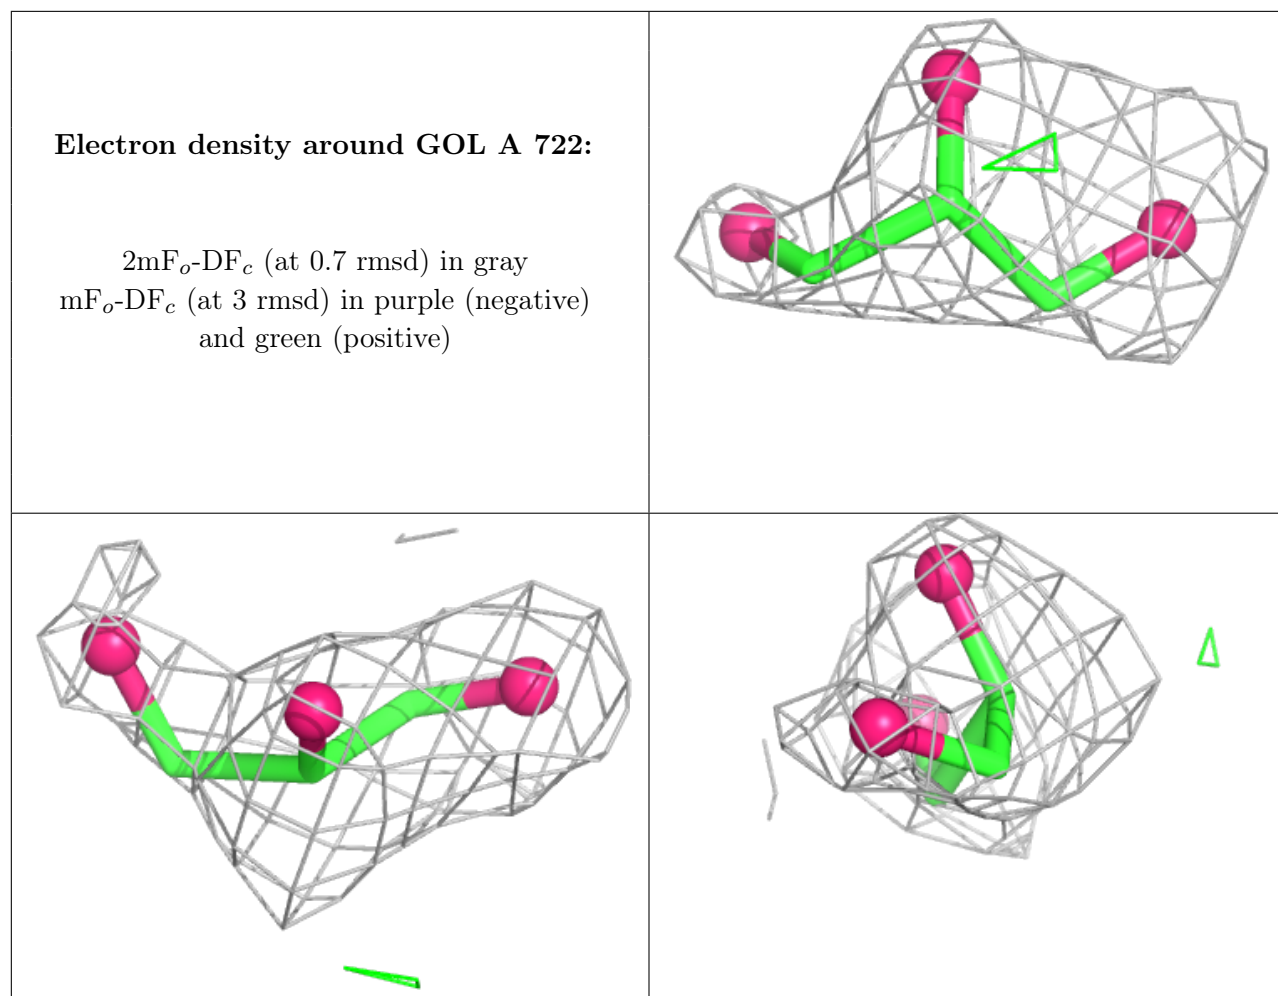 Electron density around GOL A 722:
2mFₒ-DF𝒸 (at 0.7 rmsd) in gray
mFₒ-DF𝒸 (at 3 rmsd) in purple (negative)
and green (positive)